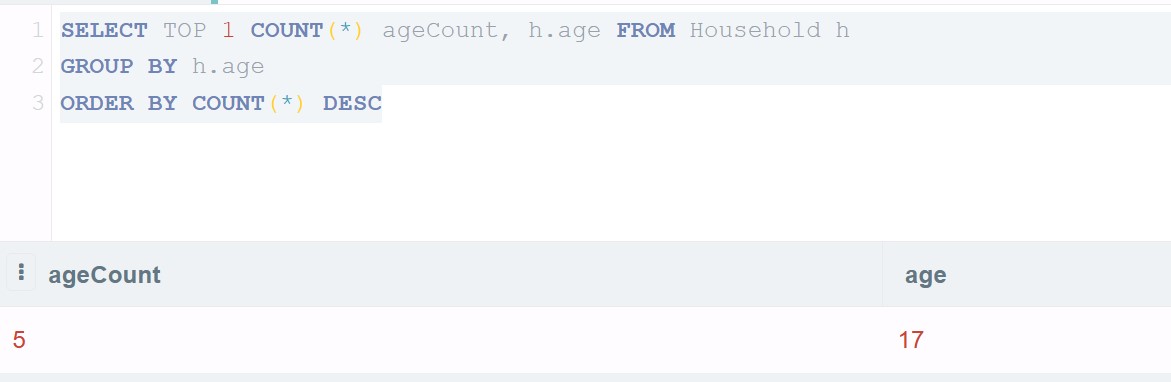 1 SELECT TOP 1 COUNT(*) ageCount, h.age FROM Household h
2 GROUP BY h.age
3 ORDER BY COUNT(*) DESC
ageCount age
5 17